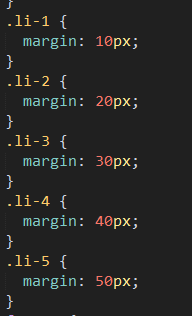 }
.li-1 {
  margin: 10px;
}
.li-2 {
  margin: 20px;
}
.li-3 {
  margin: 30px;
}
.li-4 {
  margin: 40px;
}
.li-5 {
  margin: 50px;
}